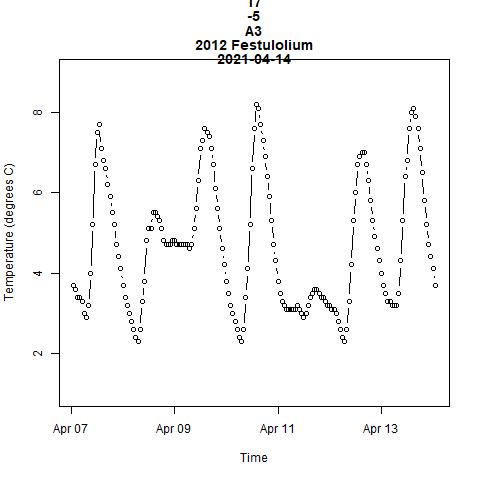 17
-5
A3
2012 Festulolium
2021-04-14
Temperature (degrees C)
8
6
4
2
Apr 07
Apr 09
Apr 11
Apr 13
Time